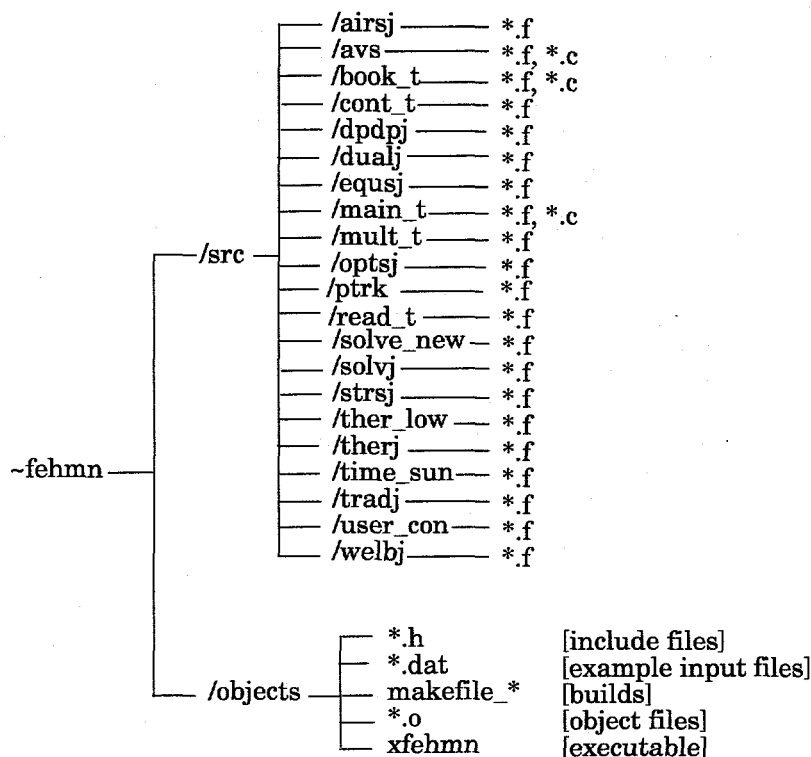 /airsj *.f
/avs *.f, *.c
/book_t *.f, *.c
/cont_t *.f
/dpdpj *.f
/dualj *.f
/equsj *.f
/main_t *.f, *.c
/mult_t *.f
/src /optsj *.f
/ptrk *.f
/read_t *.f
/solve_new *.f
/solvj *.f
/strsj *.f
/ther_low *.f
/therj *.f
~fehmn /time_sun *.f
/tradj *.f
/user_con *.f
/welbj *.f
*.h [include files]
*.dat [example input files]
/objects makefile_* [builds]
*.o [object files]
xfehmn [executable]